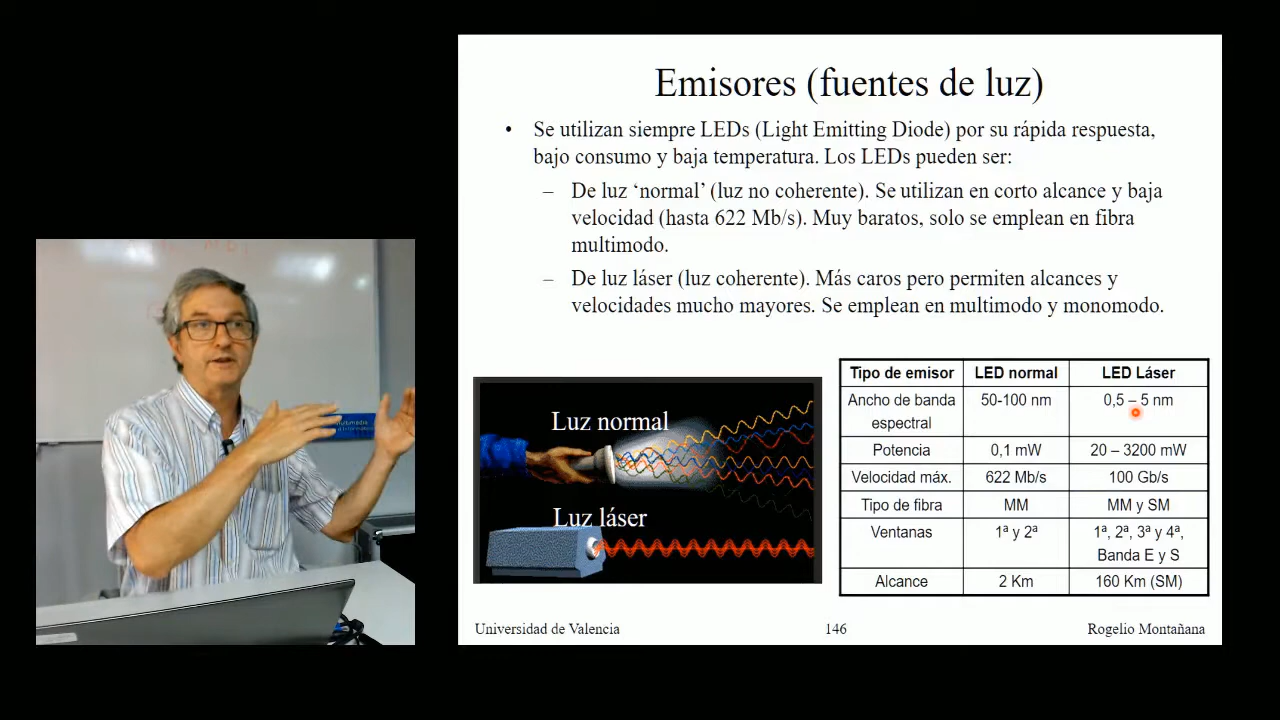 Emisores (fuentes de luz)
• Se utilizan siempre LEDs (Light Emitting Diode) por su rápida respuesta,
bajo consumo y baja temperatura. Los LEDs pueden ser:
– De luz ‘normal’ (luz no coherente). Se utilizan en corto alcance y baja
velocidad (hasta 622 Mb/s). Muy baratos, solo se emplean en fibra
multimodo.
– De luz láser (luz coherente). Más caros pero permiten alcances y
velocidades mucho mayores. Se emplean en multimodo y monomodo.
Luz normal
Luz láser
Tipo de emisor LED normal LED Láser
Ancho de banda 50-100 nm 0,5 – 5 nm
espectral
Potencia 0,1 mW 20 – 3200 mW
Velocidad máx. 622 Mb/s 100 Gb/s
Tipo de fibra MM MM y SM
Ventanas 1ª y 2ª 1ª, 2ª, 3ª y 4ª,
Banda E y S
Alcance 2 Km 160 Km (SM)
Universidad de Valencia 146 Rogelio Montañana